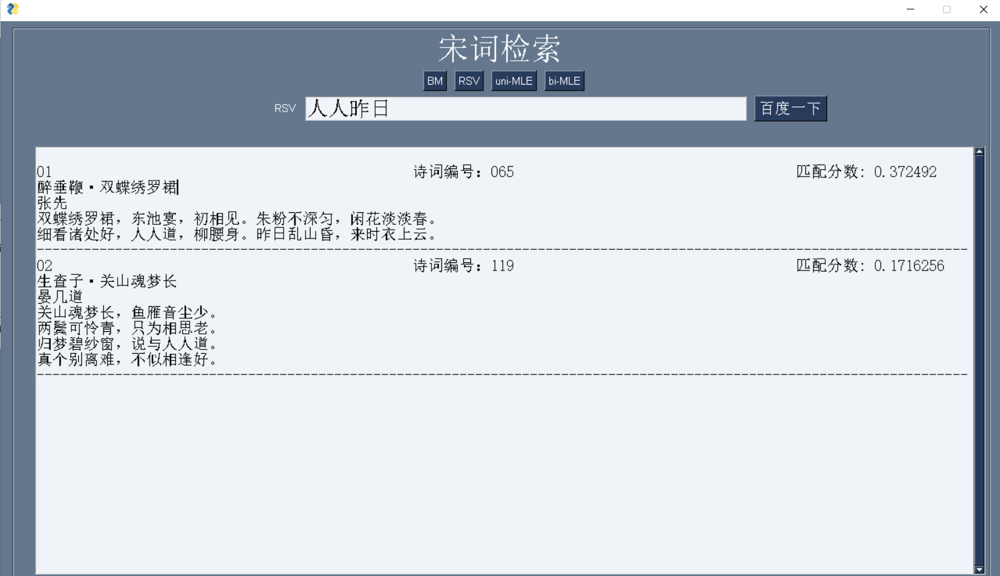 宋词检索
BM RSV uni-MLE bi-MLE
RSV 人人昨日 百度一下
01 诗词编号：065 匹配分数: 0.372492
醉垂鞭·双蝶绣罗裙
张先
双蝶绣罗裙，东池宴，初相见。朱粉不深匀，闲花淡淡春。
细看诸处好，人人道，柳腰身。昨日乱山昏，来时衣上云。
02 诗词编号：119 匹配分数: 0.1716256
生查子·关山魂梦长
晏几道
关山魂梦长，鱼雁音尘少。
两鬓可怜青，只为相思老。
归梦碧纱窗，说与人人道。
真个别离难，不似相逢好。